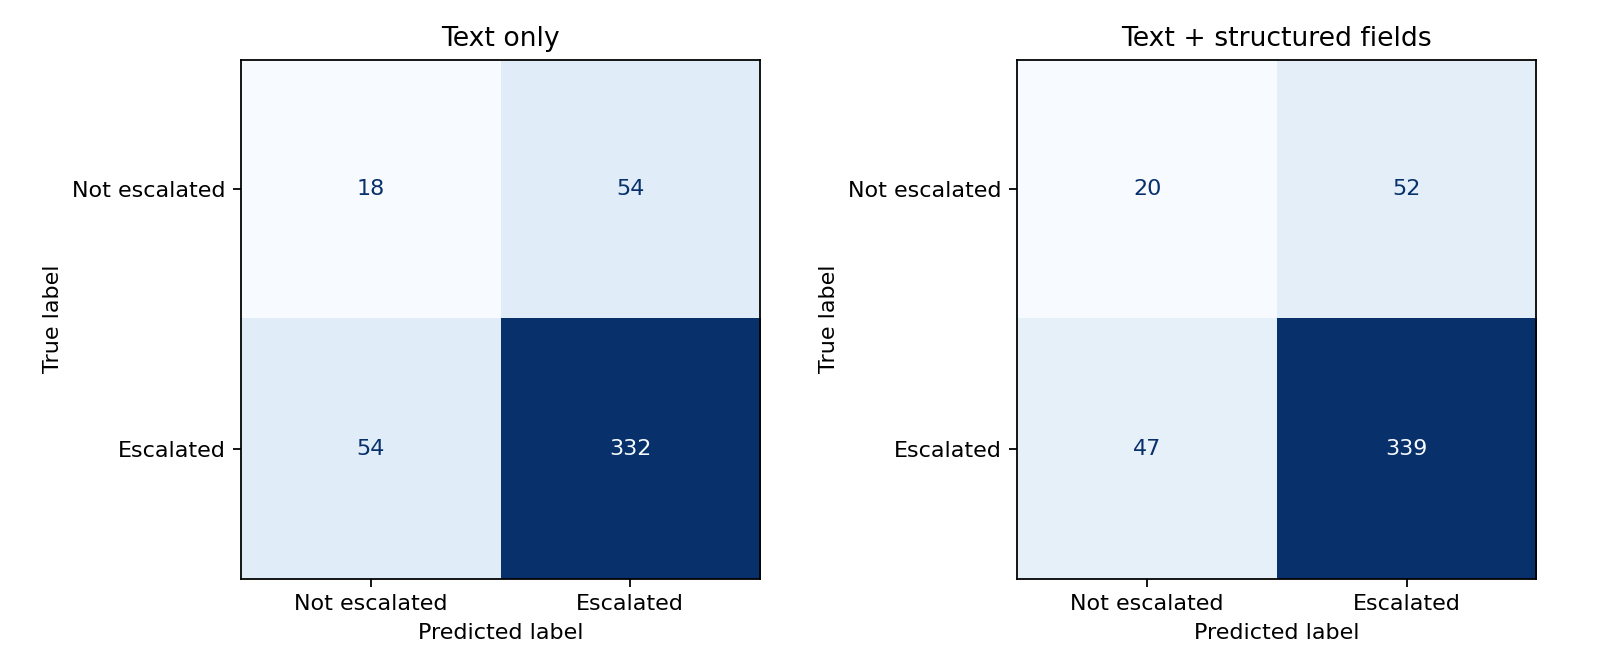 Text only
Not escalated
18
54
True label
Escalated
54
332
Not escalated
Escalated
Predicted label
Text + structured fields
Not escalated
20
52
True label
Escalated
47
339
Not escalated
Escalated
Predicted label